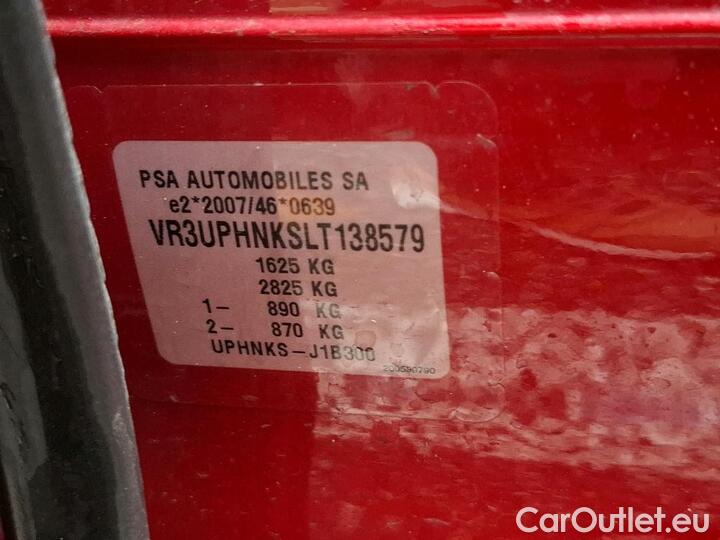 PSA AUTOMOBILES SA
e2*2007/46*0639
VR3UPHNKSLT138579
1625 KG
2825 KG
1- 890 KG
2- 870 KG
UPHNKS-J1B300
200590790
CarOutlet.eu